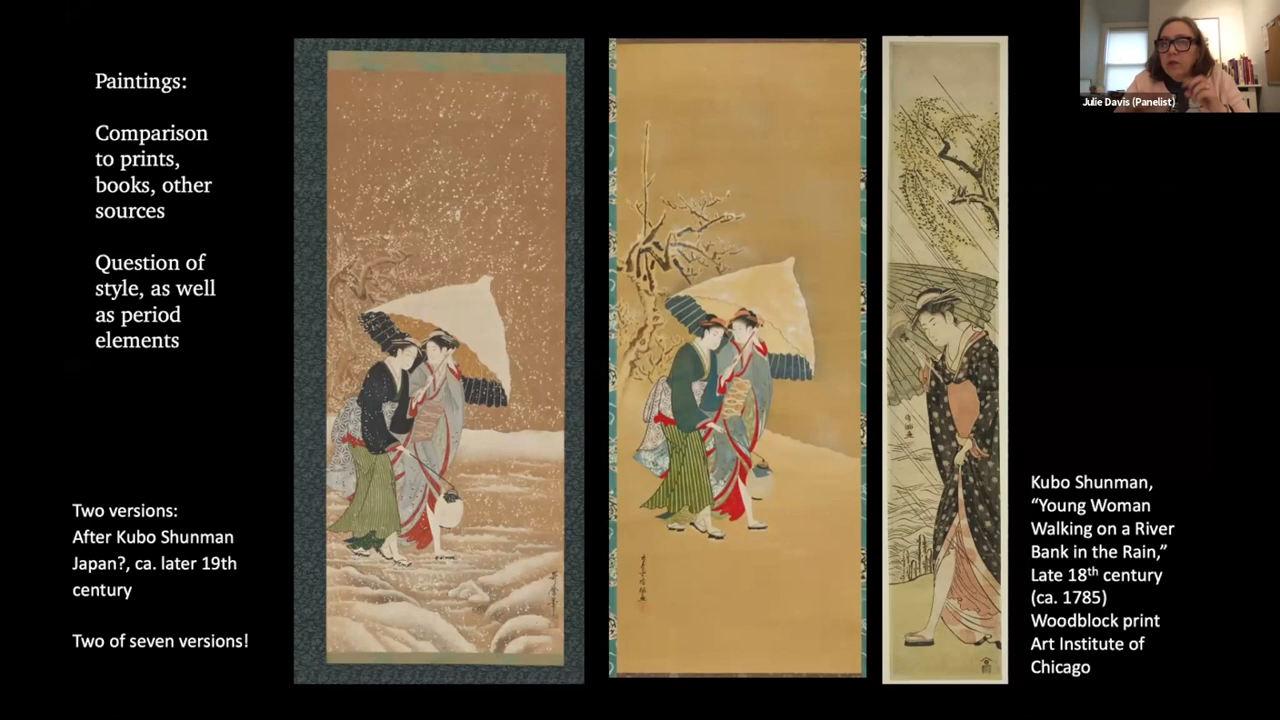 Paintings:
Comparison
to prints,
books, other
sources
Question of
style, as well
as period
elements
Two versions:
After Kubo Shunman
Japan?, ca. later 19th
century
Two of seven versions!
Julie Davis (Panelist)
Kubo Shunman,
“Young Woman
Walking on a River
Bank in the Rain,”
Late 18th century
(ca. 1785)
Woodblock print
Art Institute of
Chicago